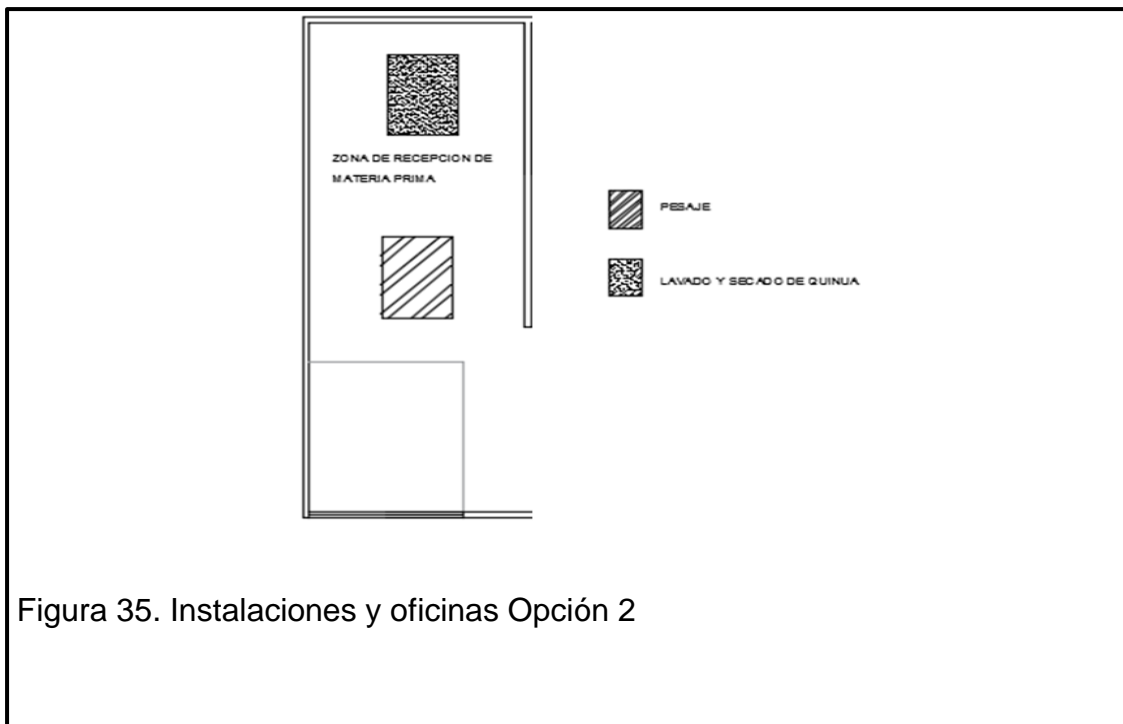 ZONA DE RECEPCION DE
MATERIA PRIMA
PESAJE
LAVADO Y SECADO DE QUINUA
Figura 35. Instalaciones y oficinas Opción 2